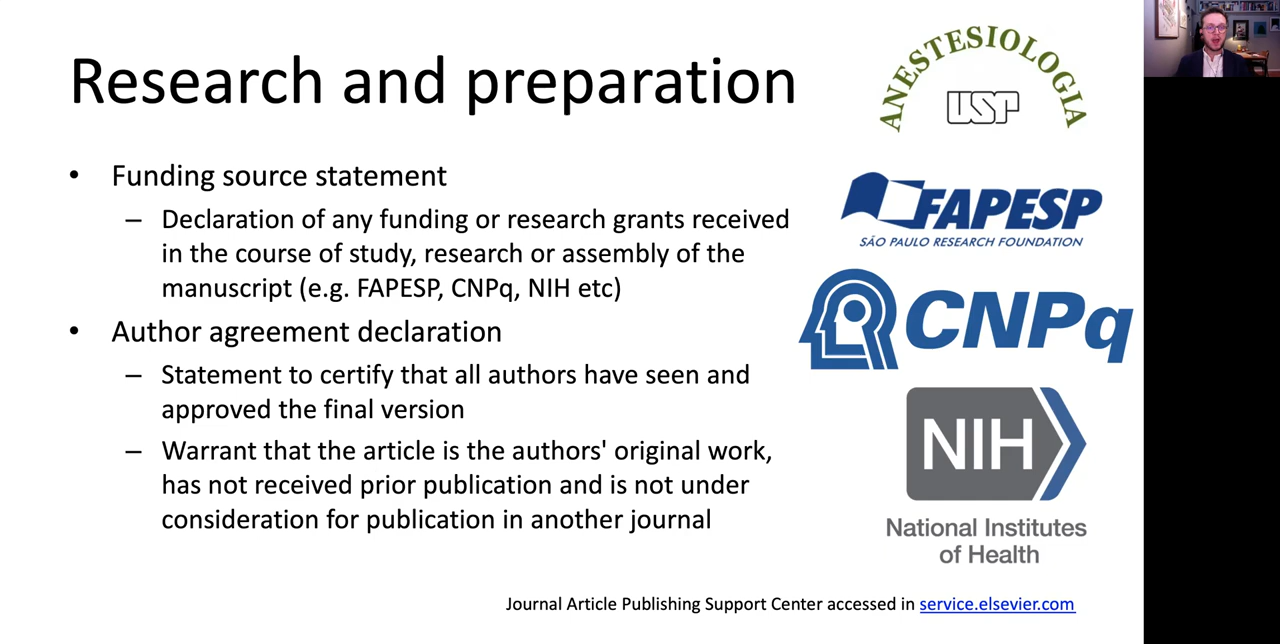 Research and preparation
ANESTESIOLOGIA
USP
• Funding source statement
– Declaration of any funding or research grants received
in the course of study, research or assembly of the
manuscript (e.g. FAPESP, CNPq, NIH etc)
• Author agreement declaration
– Statement to certify that all authors have seen and
approved the final version
– Warrant that the article is the authors' original work,
has not received prior publication and is not under
consideration for publication in another journal
FAPESP
SÃO PAULO RESEARCH FOUNDATION
CNPq
NIH
National Institutes
of Health
Journal Article Publishing Support Center accessed in service.elsevier.com